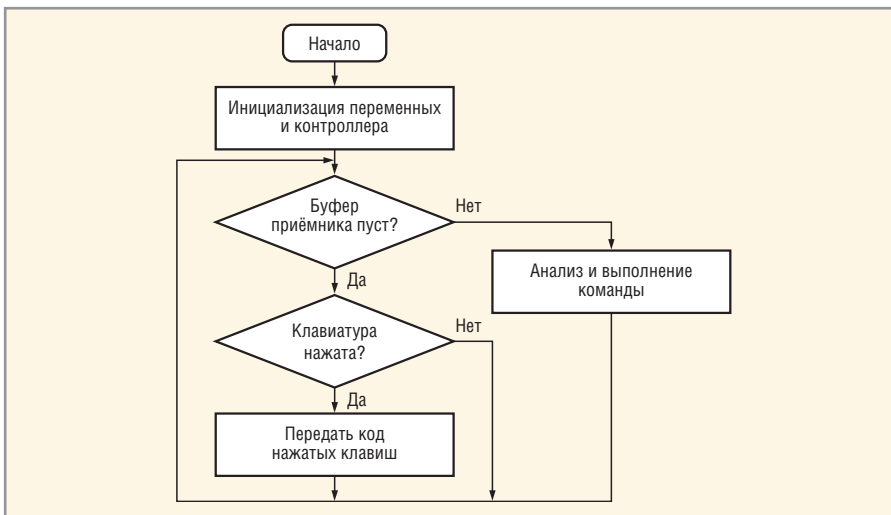 Начало
Инициализация переменных
и контроллера
Буфер
приёмника пуст?
Нет
Да
Анализ и выполнение
команды
Клавиатура
нажата?
Нет
Да
Передать код
нажатых клавиш